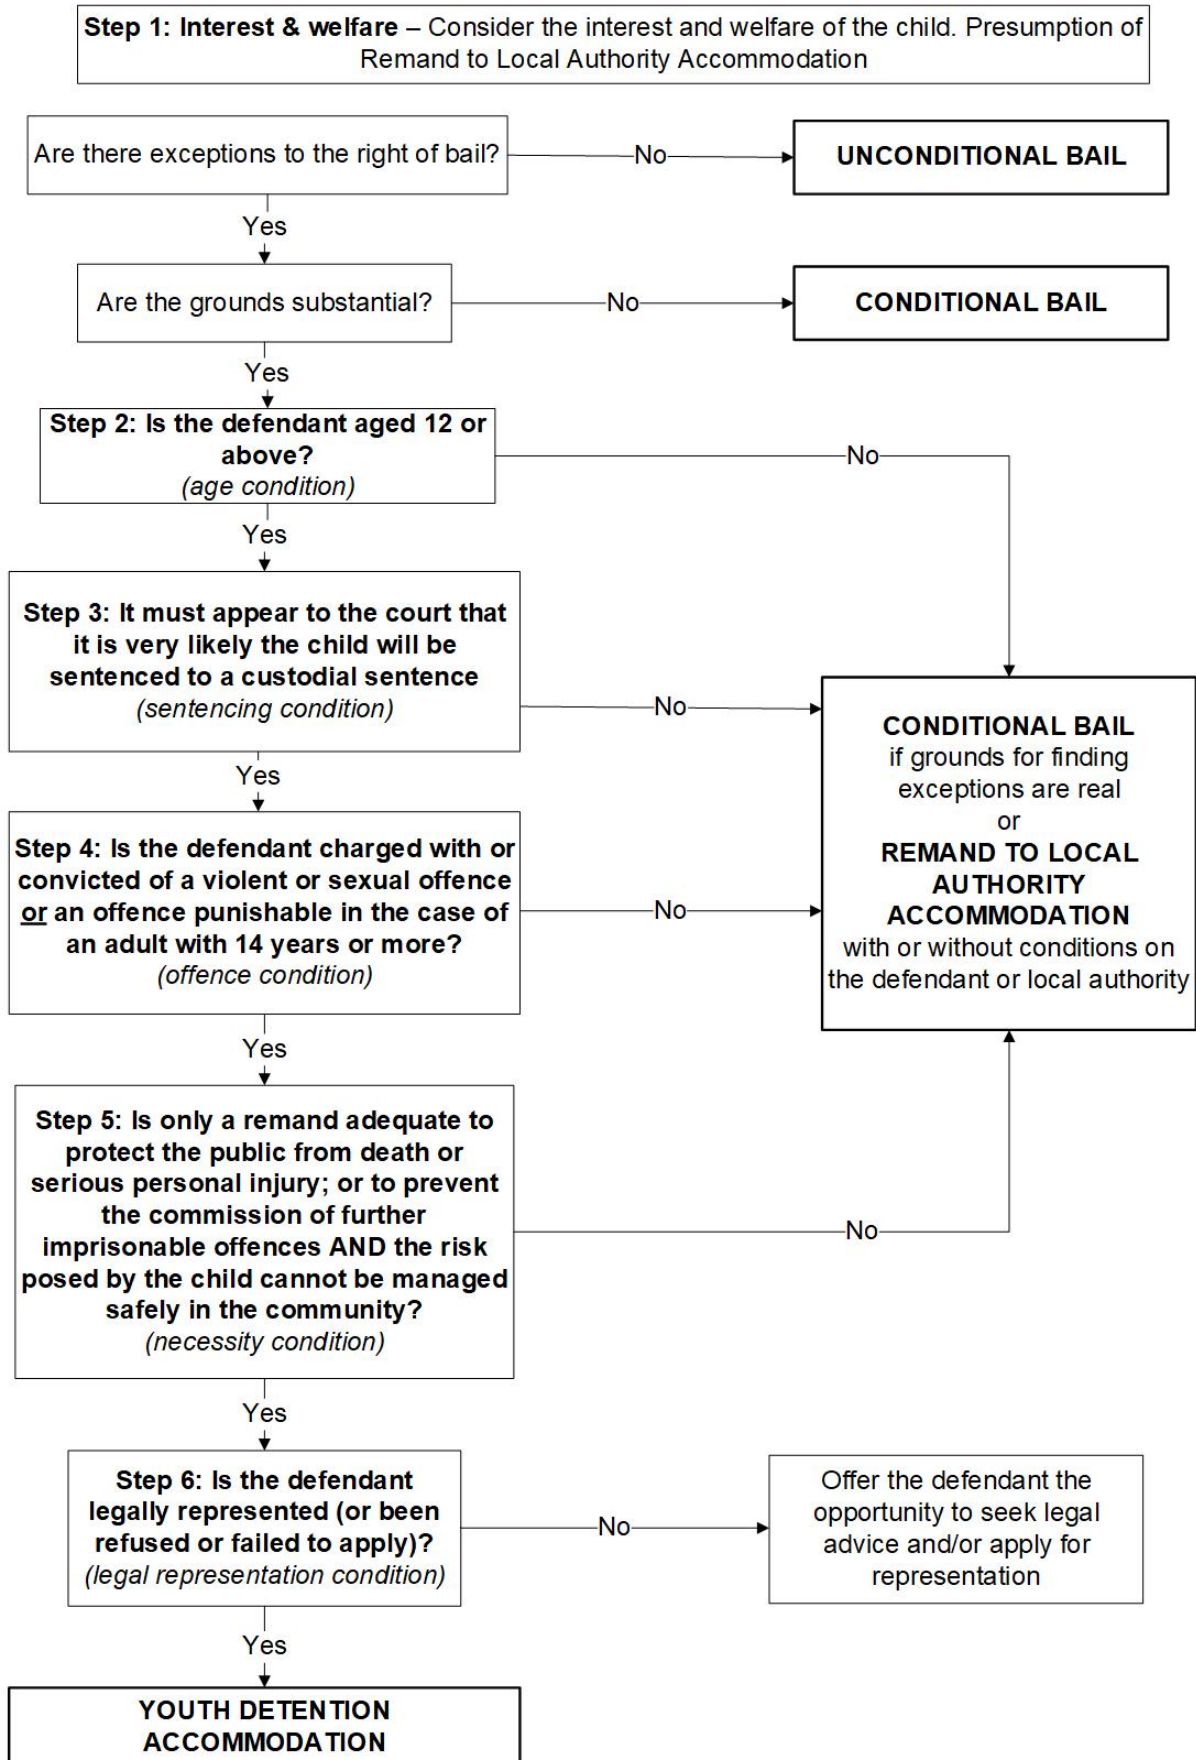 Step 1: Interest & welfare – Consider the interest and welfare of the child. Presumption of
Remand to Local Authority Accommodation
Are there exceptions to the right of bail?
No
UNCONDITIONAL BAIL
Yes
Are the grounds substantial?
No
CONDITIONAL BAIL
Yes
Step 2: Is the defendant aged 12 or
above?
(age condition)
No
Yes
Step 3: It must appear to the court that
it is very likely the child will be
sentenced to a custodial sentence
(sentencing condition)
No
CONDITIONAL BAIL
if grounds for finding
exceptions are real
or
REMAND TO LOCAL
AUTHORITY
ACCOMMODATION
with or without conditions on
the defendant or local authority
Yes
Step 4: Is the defendant charged with or
convicted of a violent or sexual offence
or an offence punishable in the case of
an adult with 14 years or more?
(offence condition)
No
Yes
Step 5: Is only a remand adequate to
protect the public from death or
serious personal injury; or to prevent
the commission of further
imprisonable offences AND the risk
posed by the child cannot be managed
safely in the community?
(necessity condition)
No
Yes
Step 6: Is the defendant
legally represented (or been
refused or failed to apply)?
(legal representation condition)
No
Offer the defendant the
opportunity to seek legal
advice and/or apply for
representation
Yes
YOUTH DETENTION
ACCOMMODATION